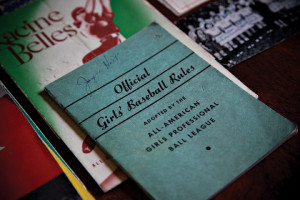 Racine
Belles
Official
Girls' Baseball Rules
ADOPTED BY THE
ALL-AMERICAN
GIRLS PROFESSIONAL
BALL LEAGUE